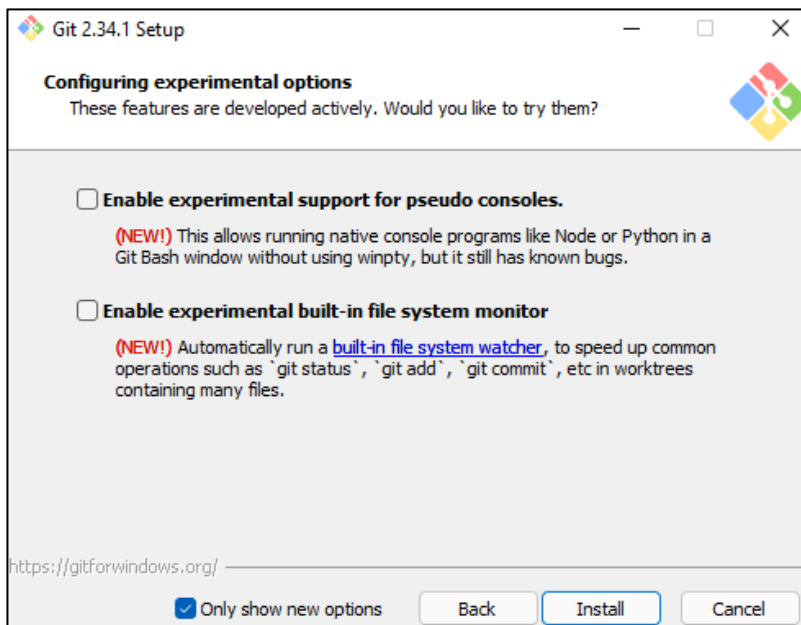 Git 2.34.1 Setup
Configuring experimental options
These features are developed actively. Would you like to try them?
Enable experimental support for pseudo consoles.
(NEW!) This allows running native console programs like Node or Python in a
Git Bash window without using winpty, but it still has known bugs.
Enable experimental built-in file system monitor
(NEW!) Automatically run a built-in file system watcher, to speed up common
operations such as `git status`, `git add`, `git commit`, etc in worktrees
containing many files.
https://gitforwindows.org/
Only show new options Back Install Cancel